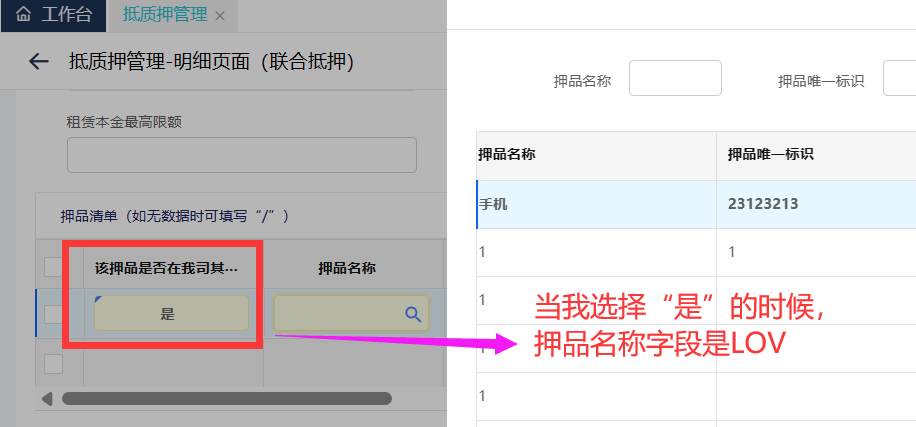 工作台
抵质押管理
抵质押管理-明细页面（联合抵押）
租赁本金最高限额
押品清单（如无数据时可填写“/”）
该押品是否在我司其...
押品名称
是
押品名称
押品唯一标识
押品名称
押品唯一标识
手机
23123213
1
1
1
1
1
1
当我选择“是”的时候，
押品名称字段是LOV